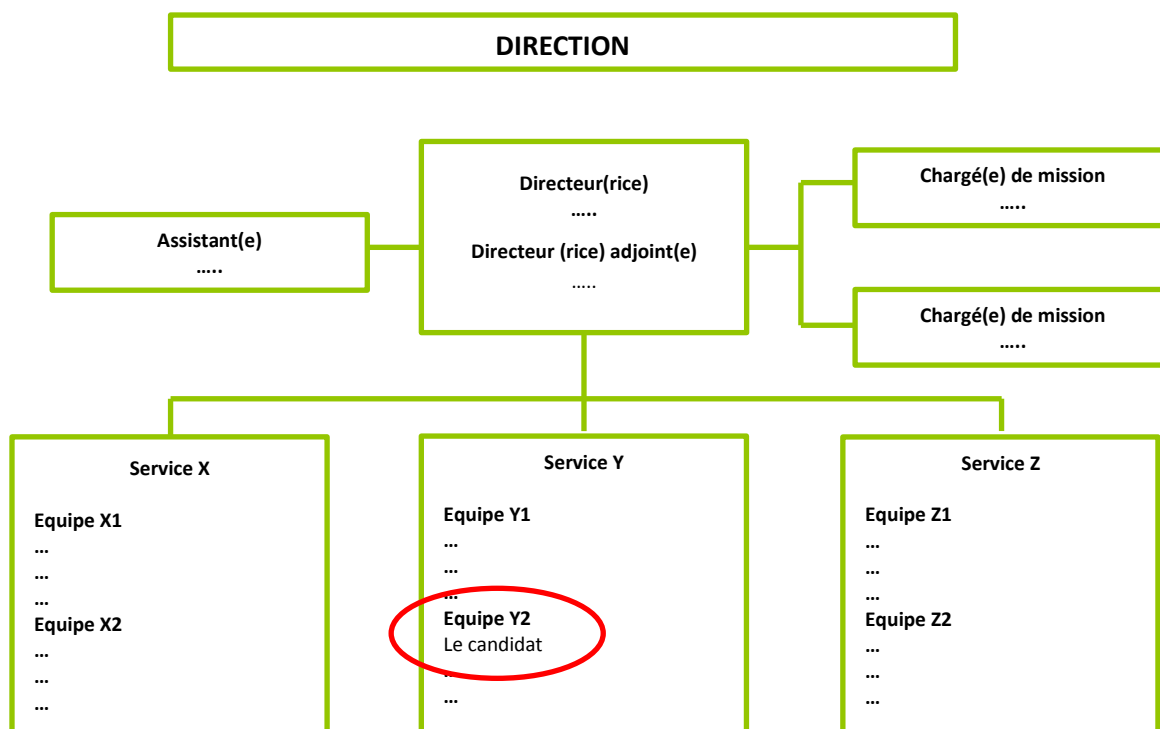 DIRECTION
Directeur(rice)
…..
Directeur (rice) adjoint(e)
…..
Assistant(e)
…..
Chargé(e) de mission
…..
Chargé(e) de mission
…..
Service X
Equipe X1
...
...
...
Equipe X2
...
...
...
Service Y
Equipe Y1
...
...
...
Equipe Y2
Le candidat
...
...
Service Z
Equipe Z1
...
...
...
Equipe Z2
...
...
...